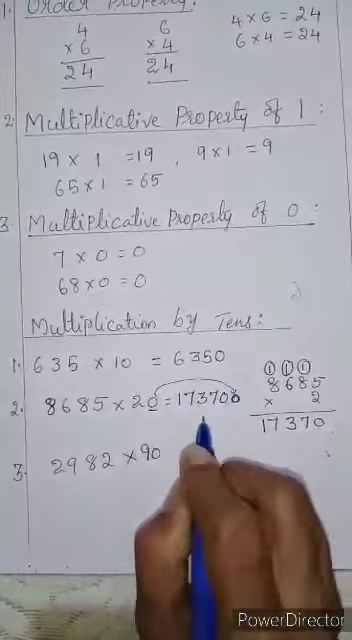 1. Order Property:
4 6 4 × 6 = 24
× 6 × 4 6 × 4 = 24
24 24
2. Multiplicative Property of 1:
19 × 1 = 19, 9 × 1 = 9
65 × 1 = 65
3. Multiplicative Property of 0:
7 × 0 = 0
68 × 0 = 0
Multiplication by Tens:
1. 635 × 10 = 6350
① ① ①
2. 8685 × 20 = 173700 8685
× 2
17370
3. 2982 × 90
PowerDirector